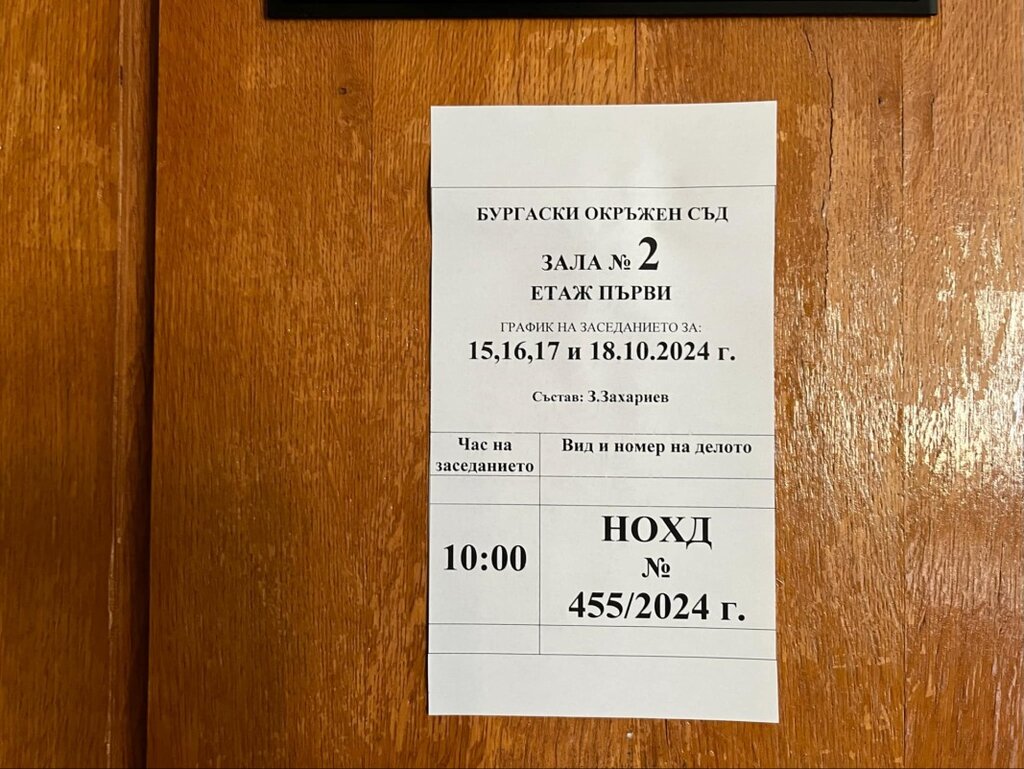 БУРГАСКИ ОКРЪЖЕН СЪД
ЗАЛА № 2
ЕТАЖ ПЪРВИ
ГРАФИК НА ЗАСЕДАНИЕТО ЗА:
15,16,17 и 18.10.2024 г.
Състав: З.Захариев
Час на
заседанието
Вид и номер на делото
10:00
НОХД
№
455/2024 г.